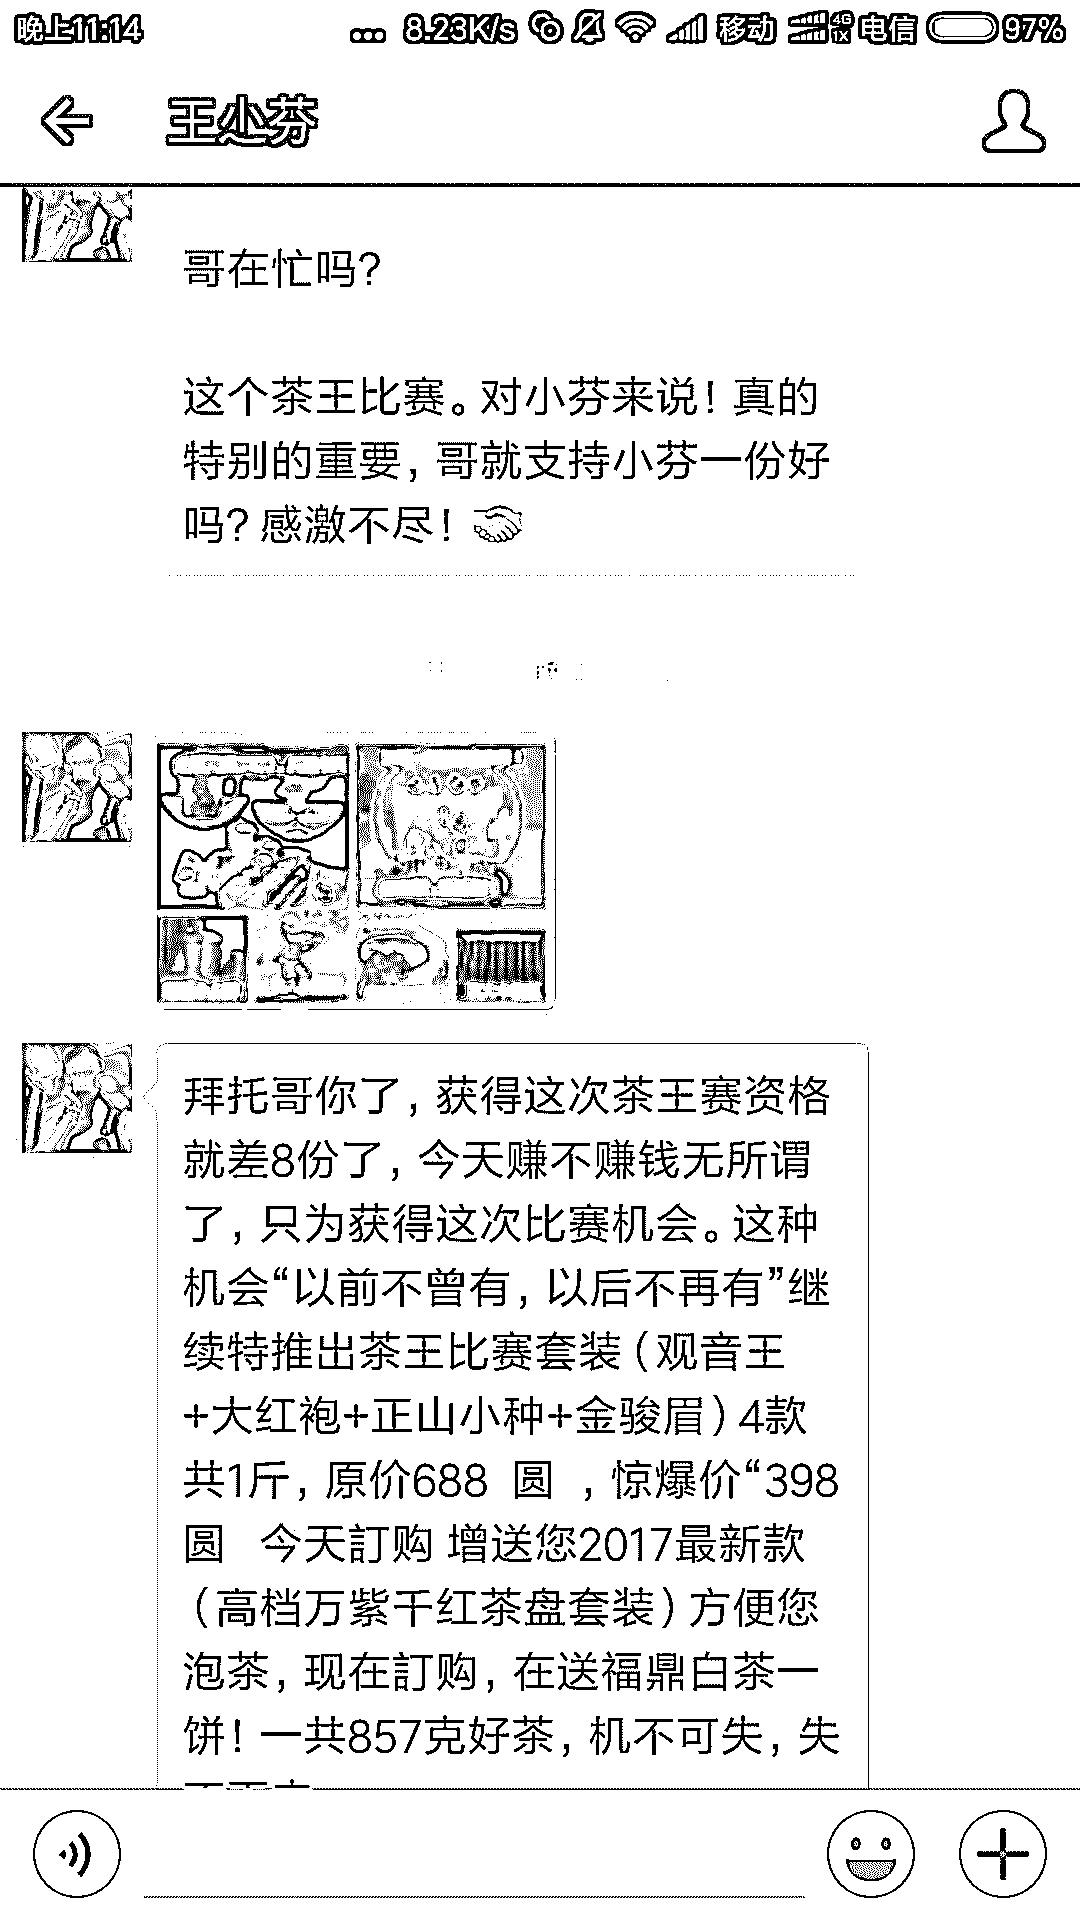 晚上11:14
... 8.23K/s 移动 4G 1X 电信 97%
王小芬
哥在忙吗?
这个茶王比赛。对小芬来说!真的
特别的重要,哥就支持小芬一份好
吗?感激不尽!
拜托哥你了,获得这次茶王赛资格
就差8份了,今天赚不赚钱无所谓
了,只为获得这次比赛机会。这种
机会“以前不曾有,以后不再有”继
续特推出茶王比赛套装(观音王
+大红袍+正山小种+金骏眉)4款
共1斤,原价688 圆 ,惊爆价“398
圆 今天訂购 增送您2017最新款
(高档万紫千红茶盘套装)方便您
泡茶,现在訂购,在送福鼎白茶一
饼!一共857克好茶,机不可失,失